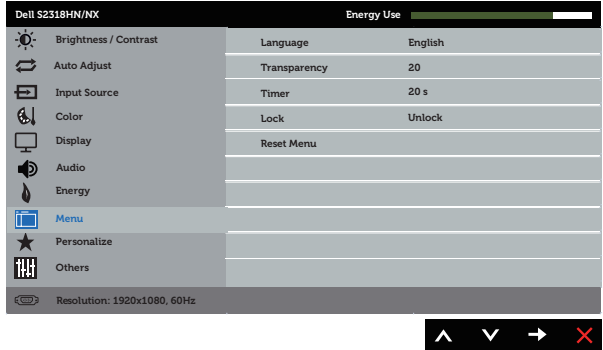 Dell S2318HN/NX Energy Use
Brightness / Contrast
Auto Adjust
Input Source
Color
Display
Audio
Energy
Menu
Personalize
Others
Language English
Transparency 20
Timer 20 s
Lock Unlock
Reset Menu
Resolution: 1920x1080, 60Hz